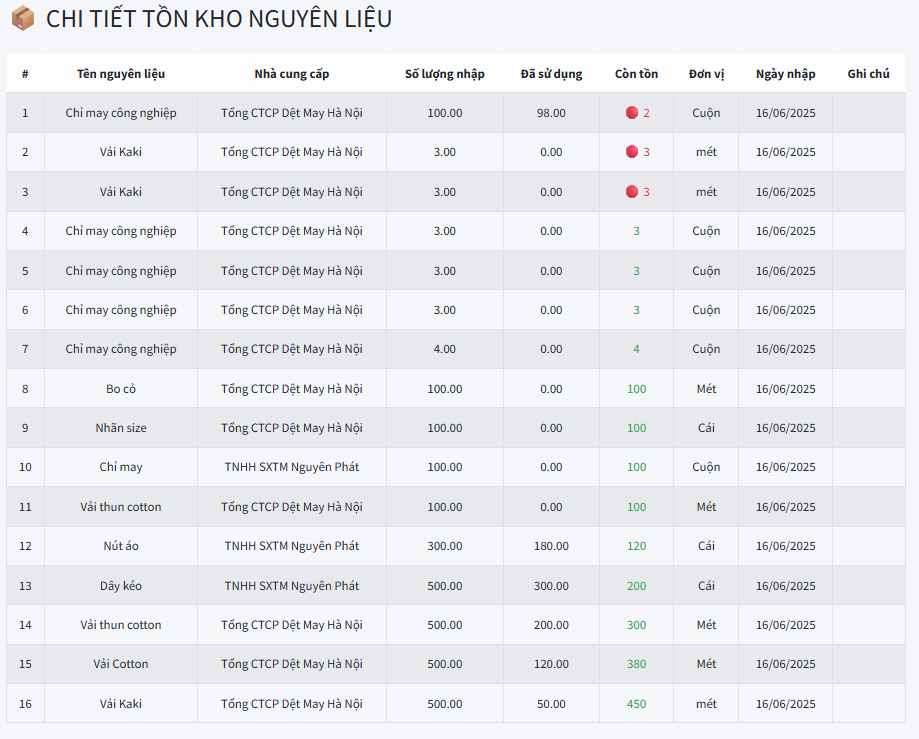 CHI TIẾT TỒN KHO NGUYÊN LIỆU
# Tên nguyên liệu Nhà cung cấp Số lượng nhập Đã sử dụng Còn tồn Đơn vị Ngày nhập Ghi chú
1 Chỉ may công nghiệp Tổng CTCP Dệt May Hà Nội 100.00 98.00 2 Cuộn 16/06/2025
2 Vải Kaki Tổng CTCP Dệt May Hà Nội 3.00 0.00 3 mét 16/06/2025
3 Vải Kaki Tổng CTCP Dệt May Hà Nội 3.00 0.00 3 mét 16/06/2025
4 Chỉ may công nghiệp Tổng CTCP Dệt May Hà Nội 3.00 0.00 3 Cuộn 16/06/2025
5 Chỉ may công nghiệp Tổng CTCP Dệt May Hà Nội 3.00 0.00 3 Cuộn 16/06/2025
6 Chỉ may công nghiệp Tổng CTCP Dệt May Hà Nội 3.00 0.00 3 Cuộn 16/06/2025
7 Chỉ may công nghiệp Tổng CTCP Dệt May Hà Nội 4.00 0.00 4 Cuộn 16/06/2025
8 Bo cổ Tổng CTCP Dệt May Hà Nội 100.00 0.00 100 Mét 16/06/2025
9 Nhãn size Tổng CTCP Dệt May Hà Nội 100.00 0.00 100 Cái 16/06/2025
10 Chỉ may TNHH SXTM Nguyên Phát 100.00 0.00 100 Cuộn 16/06/2025
11 Vải thun cotton Tổng CTCP Dệt May Hà Nội 100.00 0.00 100 Mét 16/06/2025
12 Nút áo TNHH SXTM Nguyên Phát 300.00 180.00 120 Cái 16/06/2025
13 Dây kéo TNHH SXTM Nguyên Phát 500.00 300.00 200 Cái 16/06/2025
14 Vải thun cotton Tổng CTCP Dệt May Hà Nội 500.00 200.00 300 Mét 16/06/2025
15 Vải Cotton Tổng CTCP Dệt May Hà Nội 500.00 120.00 380 Mét 16/06/2025
16 Vải Kaki Tổng CTCP Dệt May Hà Nội 500.00 50.00 450 mét 16/06/2025